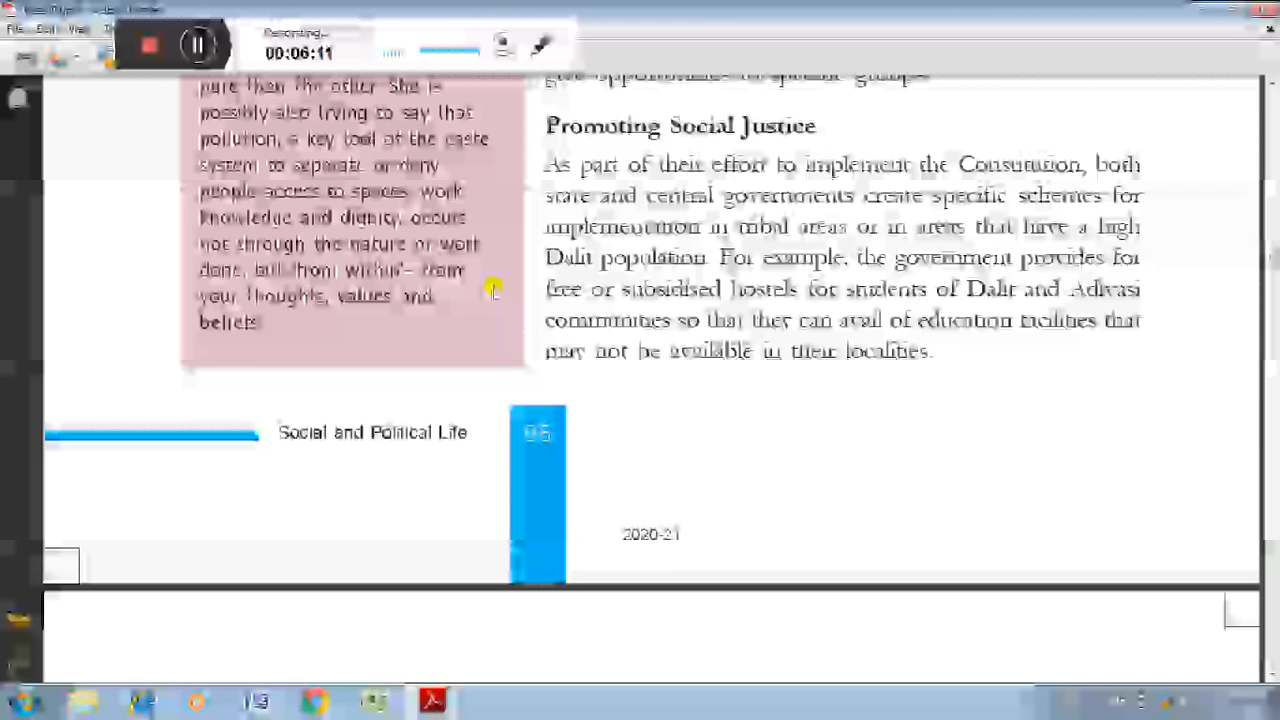 Recording...
00:06:11
pure than the other. She is
possibly also trying to say that
pollution, a key tool of the caste
system to separate or deny
people access to spaces, work
knowledge and dignity, occurs
not through the nature of work
done, but 'from within'– from
your thoughts, values and
beliefs.
give opportunities to specific groups.
Promoting Social Justice
As part of their effort to implement the Constitution, both
state and central governments create specific schemes for
implementation in tribal areas or in areas that have a high
Dalit population. For example, the government provides for
free or subsidised hostels for students of Dalit and Adivasi
communities so that they can avail of education facilities that
may not be available in their localities.
Social and Political Life
2020-21